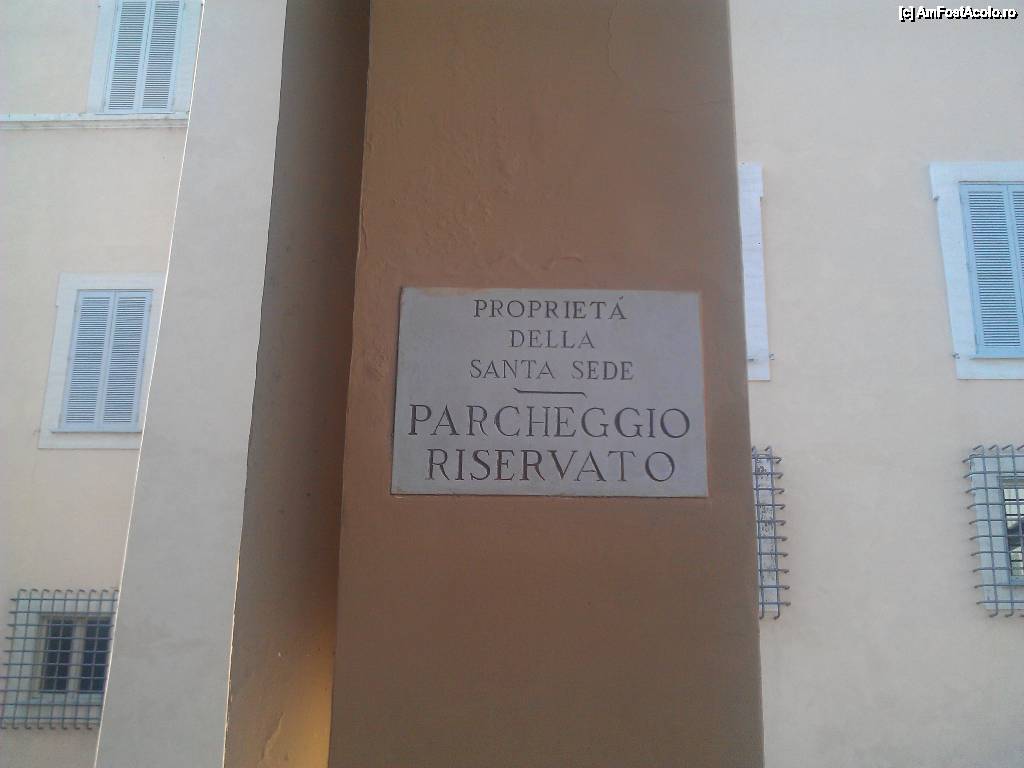 [c] AmFostAcolo.ro
PROPRIETÁ
DELLA
SANTA SEDE
PARCHEGGIO
RISERVATO